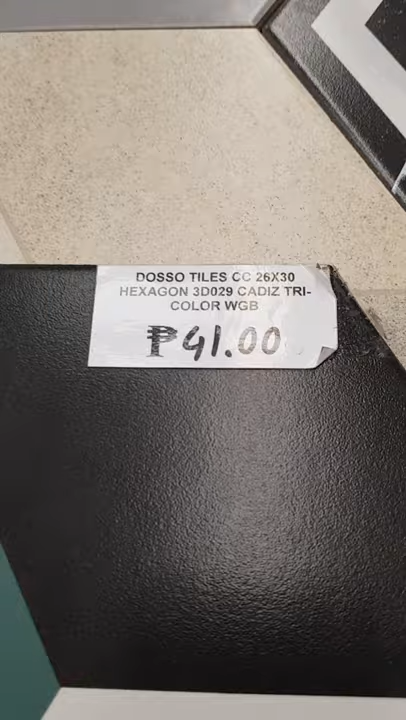 DOSSO TILES CC 26X30
HEXAGON 3D029 CADIZ TRI-
COLOR WGB
₱41.00